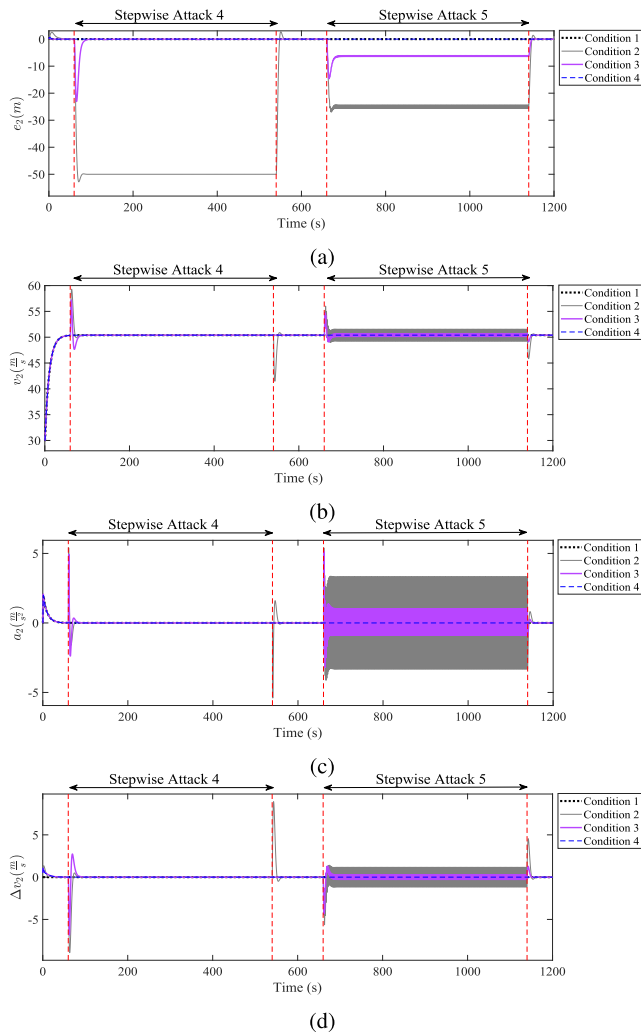 Stepwise Attack 4 Stepwise Attack 5
0
-10
-20
-30
-40
-50
e₂(m)
0 200 400 600 800 1000 1200
Time (s)
Condition 1
Condition 2
Condition 3
Condition 4
(a)
Stepwise Attack 4 Stepwise Attack 5
60
55
50
45
40
35
30
v₂(m/s)
0 200 400 600 800 1000 1200
Time (s)
Condition 1
Condition 2
Condition 3
Condition 4
(b)
Stepwise Attack 4 Stepwise Attack 5
5
0
-5
a₂(m/s²)
0 200 400 600 800 1000 1200
Time (s)
Condition 1
Condition 2
Condition 3
Condition 4
(c)
Stepwise Attack 4 Stepwise Attack 5
5
0
-5
Δv₂(m/s)
0 200 400 600 800 1000 1200
Time (s)
Condition 1
Condition 2
Condition 3
Condition 4
(d)